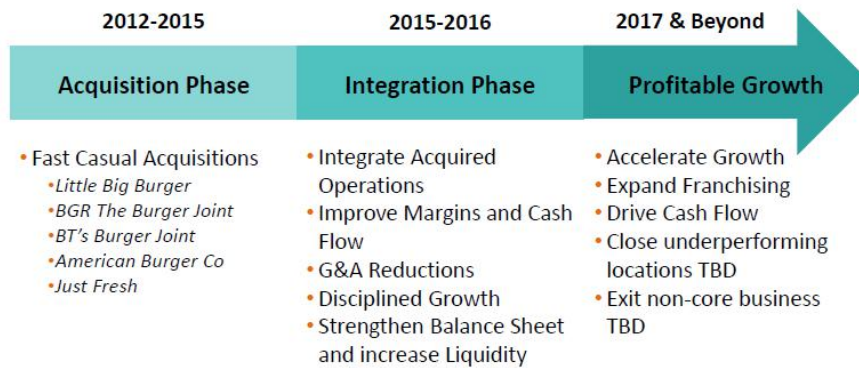 2012-2015
Acquisition Phase
• Fast Casual Acquisitions
•Little Big Burger
•BGR The Burger Joint
•BT's Burger Joint
•American Burger Co
•Just Fresh
2015-2016
Integration Phase
• Integrate Acquired
Operations
• Improve Margins and Cash
Flow
• G&A Reductions
• Disciplined Growth
• Strengthen Balance Sheet
and increase Liquidity
2017 & Beyond
Profitable Growth
• Accelerate Growth
• Expand Franchising
• Drive Cash Flow
• Close underperforming
locations TBD
• Exit non-core business
TBD